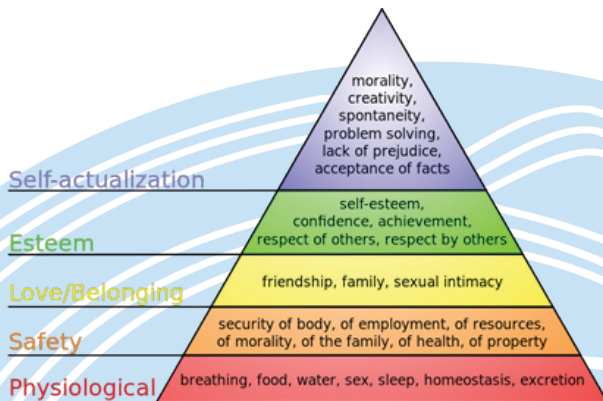 morality,
creativity,
spontaneity,
problem solving,
lack of prejudice,
acceptance of facts
Self-actualization
self-esteem,
confidence, achievement,
respect of others, respect by others
Esteem
friendship, family, sexual intimacy
Love/Belonging
security of body, of employment, of resources,
of morality, of the family, of health, of property
Safety
breathing, food, water, sex, sleep, homeostasis, excretion
Physiological